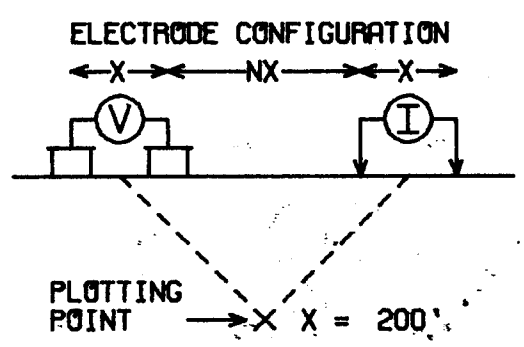 ELECTRODE CONFIGURATION
X NX X
V I
PLOTTING
POINT X = 200'